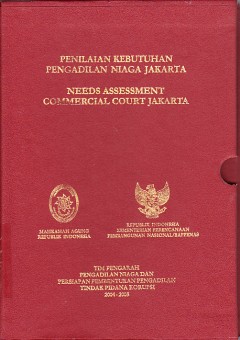 PENILAIAN KEBUTUHAN
PENGADILAN NIAGA JAKARTA
NEEDS ASSESSMENT
COMMERCIAL COURT JAKARTA
MAHKAMAH AGUNG
REPUBLIK INDONESIA
REPUBLIK INDONESIA
KEMENTERIAN PERENCANAAN
PEMBANGUNAN NASIONAL/BAPPENAS
TIM PENGARAH
PENGADILAN NIAGA DAN
PERSIAPAN PEMBENTUKAN PENGADILAN
TINDAK PIDANA KORUPSI
2004 - 2005